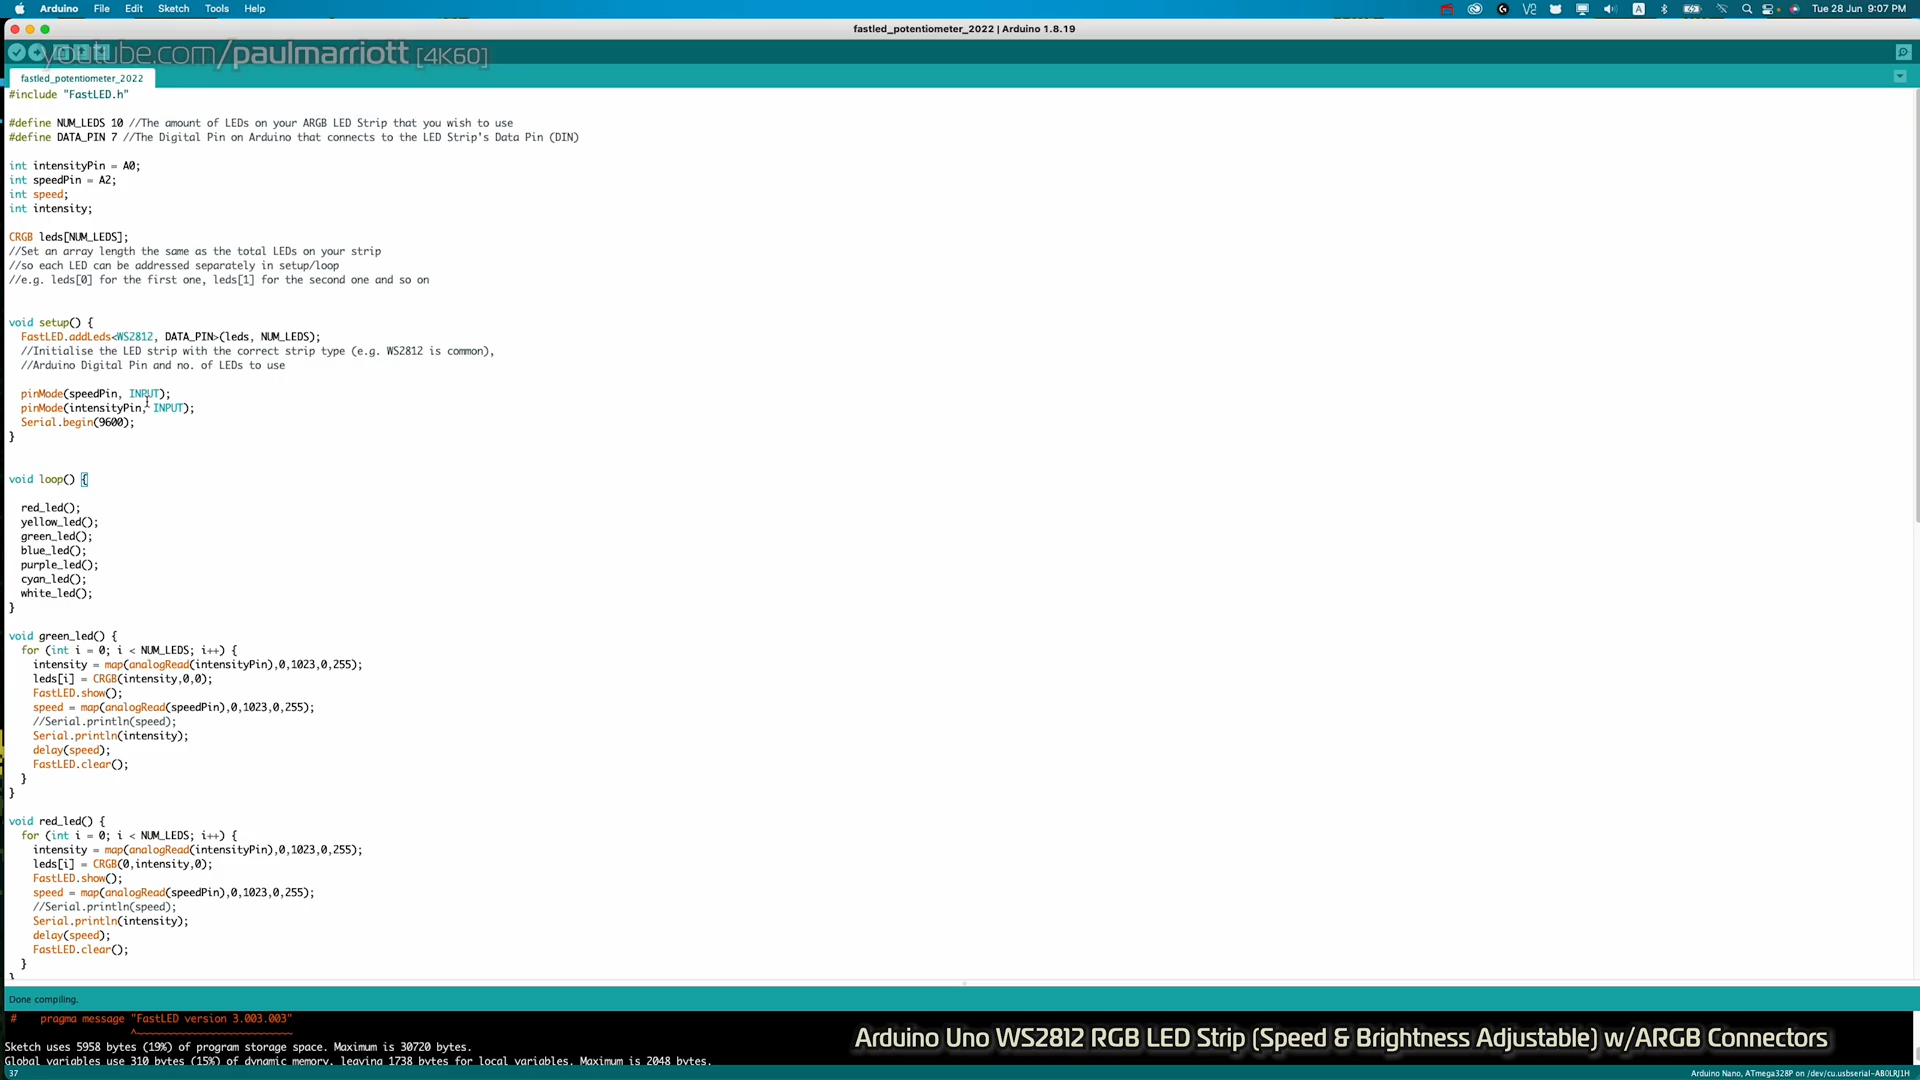 Arduino File Edit Sketch Tools Help
Tue 28 Jun 9:07 PM
fastled_potentiometer_2022 | Arduino 1.8.19
youtube.com/paulmarriott [4K60]
fastled_potentiometer_2022
#include "FastLED.h"
#define NUM_LEDS 10 //The amount of LEDs on your ARGB LED Strip that you wish to use
#define DATA_PIN 7 //The Digital Pin on Arduino that connects to the LED Strip's Data Pin (DIN)
int intensityPin = A0;
int speedPin = A2;
int speed;
int intensity;
CRGB leds[NUM_LEDS];
//Set an array length the same as the total LEDs on your strip
//so each LED can be addressed separately in setup/loop
//e.g. leds[0] for the first one, leds[1] for the second one and so on
void setup() {
FastLED.addLeds<WS2812, DATA_PIN>(leds, NUM_LEDS);
//Initialise the LED strip with the correct strip type (e.g. WS2812 is common),
//Arduino Digital Pin and no. of LEDs to use
pinMode(speedPin, INPUT);
pinMode(intensityPin, INPUT);
Serial.begin(9600);
}
void loop() {
red_led();
yellow_led();
green_led();
blue_led();
purple_led();
cyan_led();
white_led();
}
void green_led() {
for (int i = 0; i < NUM_LEDS; i++) {
intensity = map(analogRead(intensityPin),0,1023,0,255);
leds[i] = CRGB(intensity,0,0);
FastLED.show();
speed = map(analogRead(speedPin),0,1023,0,255);
//Serial.println(speed);
Serial.println(intensity);
delay(speed);
FastLED.clear();
}
}
void red_led() {
for (int i = 0; i < NUM_LEDS; i++) {
intensity = map(analogRead(intensityPin),0,1023,0,255);
leds[i] = CRGB(0,intensity,0);
FastLED.show();
speed = map(analogRead(speedPin),0,1023,0,255);
//Serial.println(speed);
Serial.println(intensity);
delay(speed);
FastLED.clear();
}
}
Done compiling.
# pragma message "FastLED version 3.003.003"
^~~~~~~~~~~~~~~~~~~~~~~~~~~
Sketch uses 5958 bytes (19%) of program storage space. Maximum is 30720 bytes.
Global variables use 310 bytes (15%) of dynamic memory, leaving 1738 bytes for local variables. Maximum is 2048 bytes.
Arduino Uno WS2812 RGB LED Strip (Speed & Brightness Adjustable) w/ARGB Connectors
37
Arduino Nano, ATmega328P on /dev/cu.usbserial-AB0LRJ1H